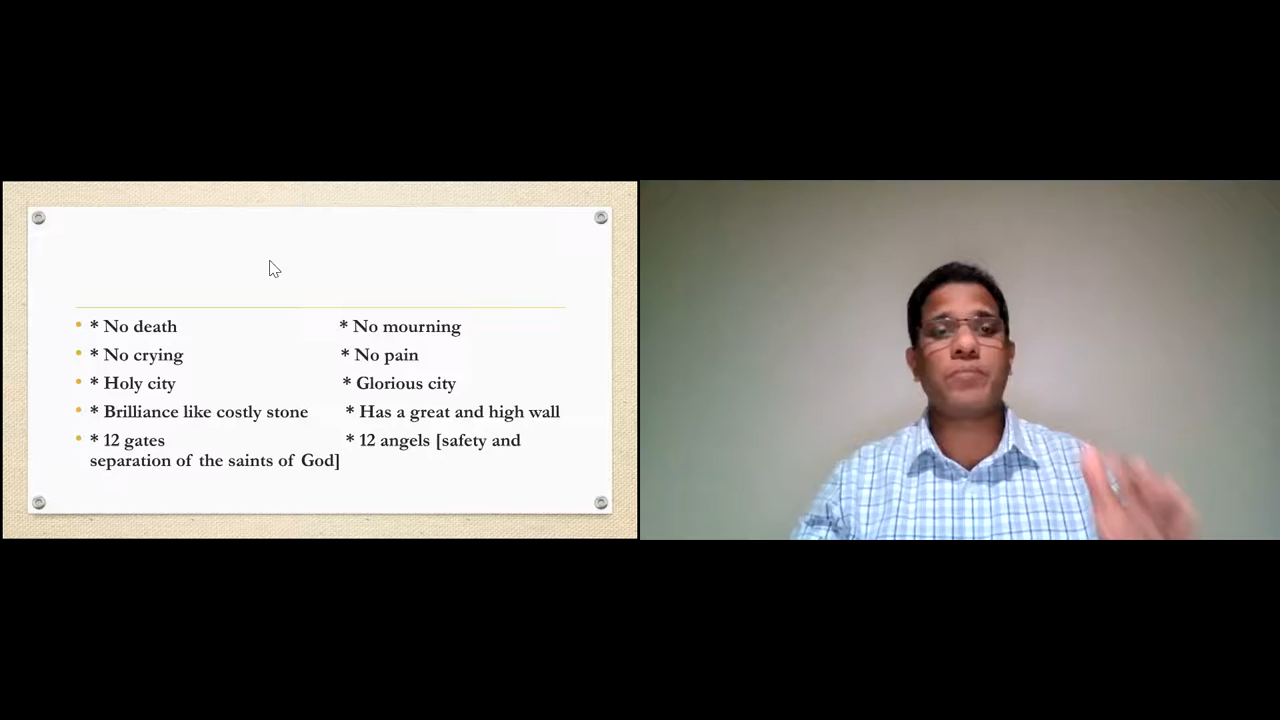 * No death * No mourning
* No crying * No pain
* Holy city * Glorious city
* Brilliance like costly stone * Has a great and high wall
* 12 gates * 12 angels [safety and
separation of the saints of God]